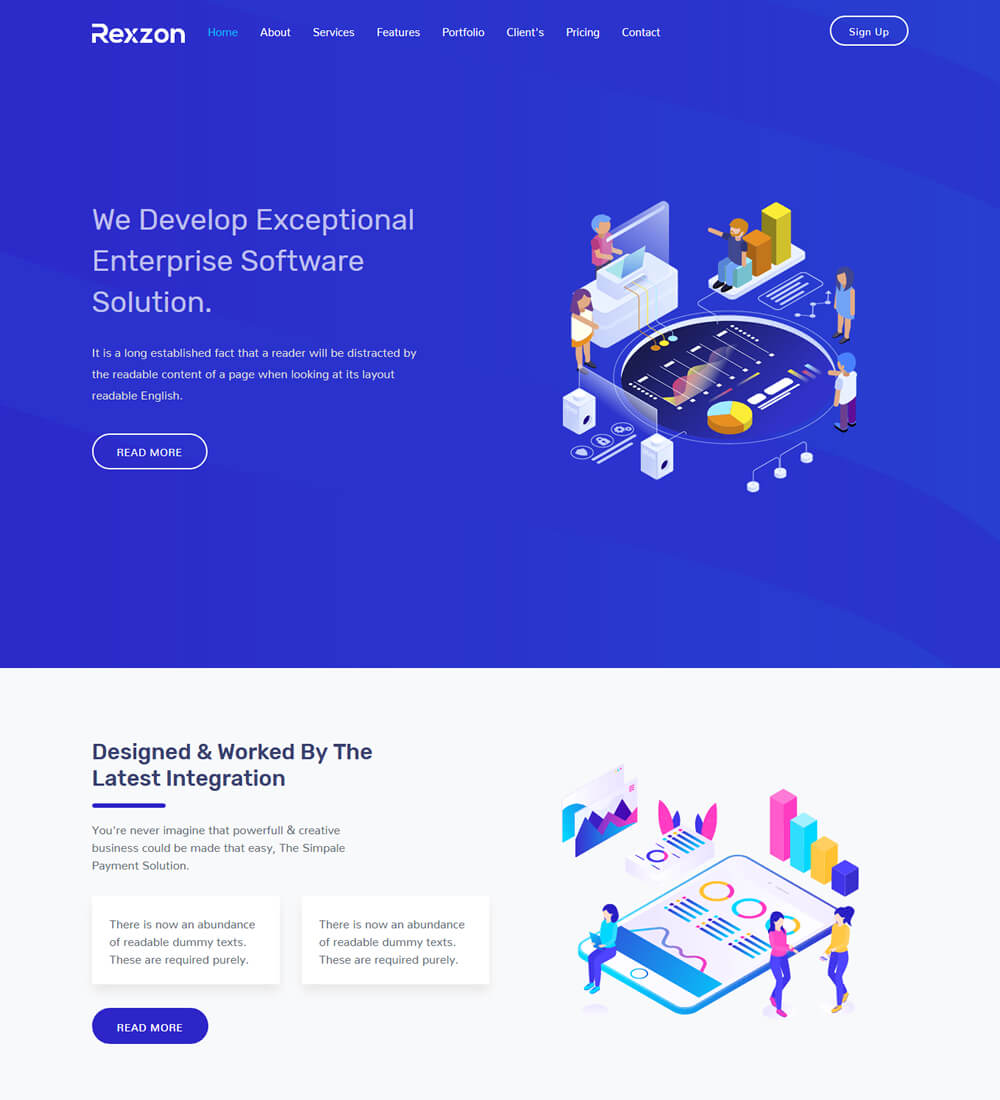 Rexzon Home About Services Features Portfolio Client's Pricing Contact Sign Up
We Develop Exceptional
Enterprise Software
Solution.
It is a long established fact that a reader will be distracted by
the readable content of a page when looking at its layout
readable English.
READ MORE
Designed & Worked By The
Latest Integration
You're never imagine that powerfull & creative
business could be made that easy, The Simpale
Payment Solution.
There is now an abundance
of readable dummy texts.
These are required purely.
There is now an abundance
of readable dummy texts.
These are required purely.
READ MORE